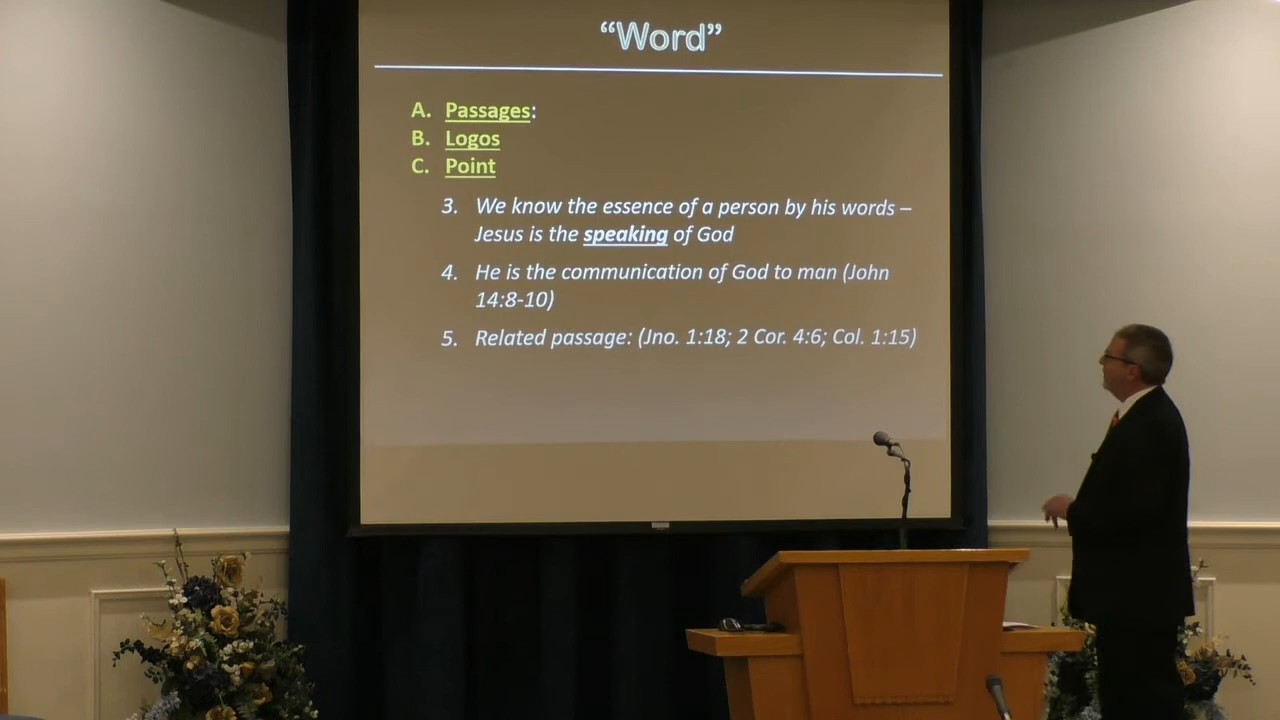 “Word”
A. Passages:
B. Logos
C. Point
3. We know the essence of a person by his words –
Jesus is the speaking of God
4. He is the communication of God to man (John
14:8-10)
5. Related passage: (Jno. 1:18; 2 Cor. 4:6; Col. 1:15)